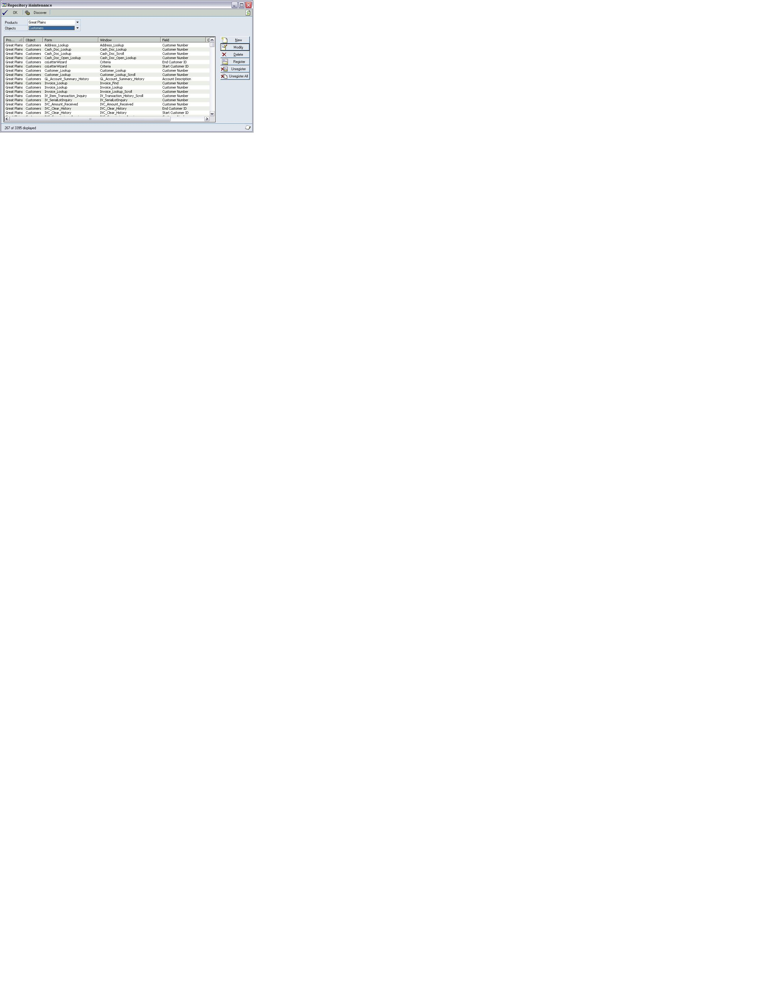 Repository Maintenance
OK Discover
Products Great Plains
Objects Customers
Pro... Object Form Window Field C
Great Plains Customers Address_Lookup Address_Lookup Customer Number
Great Plains Customers Cash_Doc_Lookup Cash_Doc_Lookup Customer Number
Great Plains Customers Cash_Doc_Lookup Cash_Doc_Scroll Customer Number
Great Plains Customers Cash_Doc_Open_Lookup Cash_Doc_Open_Lookup Customer Number
Great Plains Customers coLetterWizard Criteria End Customer ID
Great Plains Customers coLetterWizard Criteria Start Customer ID
Great Plains Customers Customer_Lookup Customer_Lookup Customer Number
Great Plains Customers Customer_Lookup Customer_Lookup_Scroll Customer Number
Great Plains Customers GL_Account_Summary_History GL_Account_Summary_History Account Description
Great Plains Customers Invoice_Lookup Invoice_Find Customer Number
Great Plains Customers Invoice_Lookup Invoice_Lookup Customer Number
Great Plains Customers Invoice_Lookup Invoice_Lookup_Scroll Customer Number
Great Plains Customers IV_Item_Transaction_Inquiry IV_Transaction_History_Scroll Customer Number
Great Plains Customers IV_SerialLotInquiry IV_SerialLotInquiry Customer Number
Great Plains Customers IVC_Amount_Received IVC_Amount_Received Customer Number
Great Plains Customers IVC_Clear_History IVC_Clear_History End Customer ID
Great Plains Customers IVC_Clear_History IVC_Clear_History Start Customer ID
New
Modify
Delete
Register
Unregister
Unregister All
267 of 3395 displayed